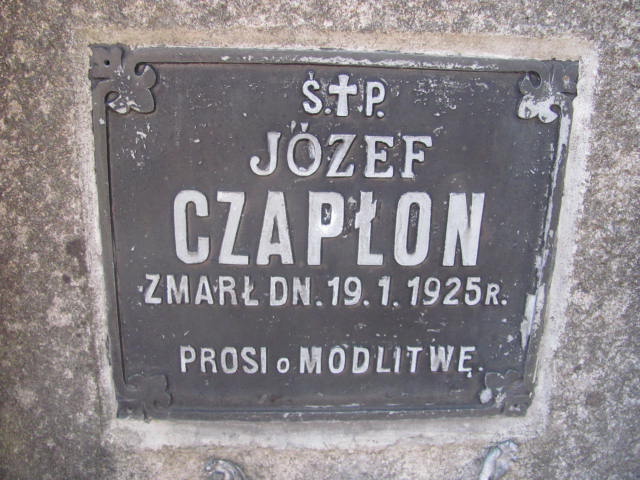 Ś.✝P.
JÓZEF
CZAPŁON
ZMARŁ DN. 19.1.1925 R.
PROSI o MODLITWĘ.